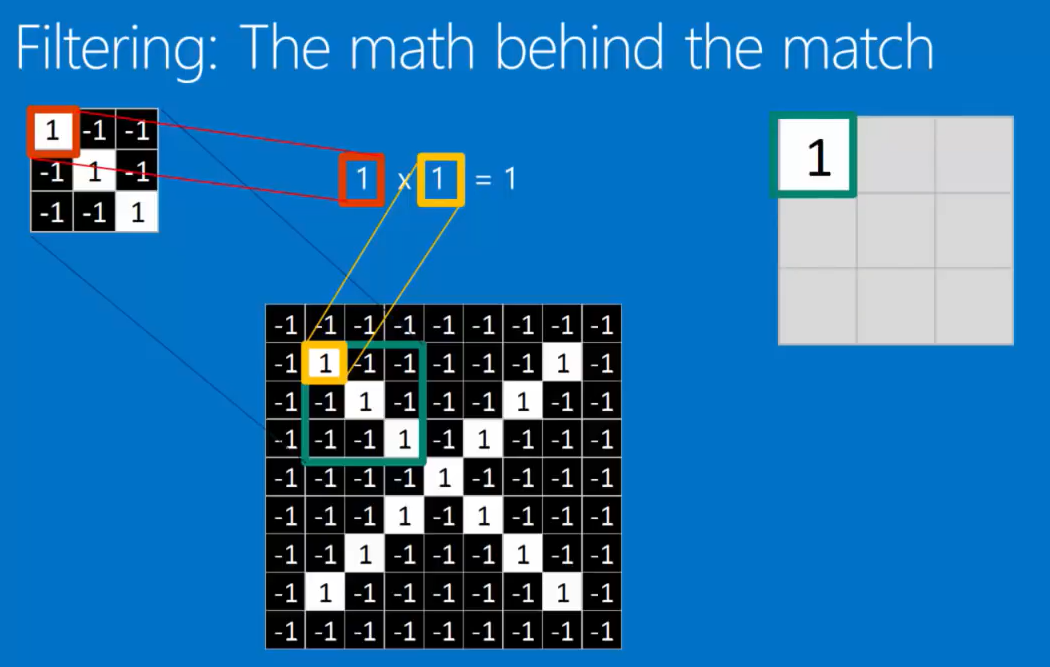 Filtering: The math behind the match
1 -1 -1
-1 1 -1
-1 -1 1
1 x 1 = 1
1
-1 -1 -1 -1 -1 -1 -1 -1 -1
-1 1 -1 -1 -1 -1 -1 1 -1
-1 -1 1 -1 -1 -1 1 -1 -1
-1 -1 -1 1 -1 1 -1 -1 -1
-1 -1 -1 -1 1 -1 -1 -1 -1
-1 -1 -1 1 -1 1 -1 -1 -1
-1 -1 1 -1 -1 -1 1 -1 -1
-1 1 -1 -1 -1 -1 -1 1 -1
-1 -1 -1 -1 -1 -1 -1 -1 -1